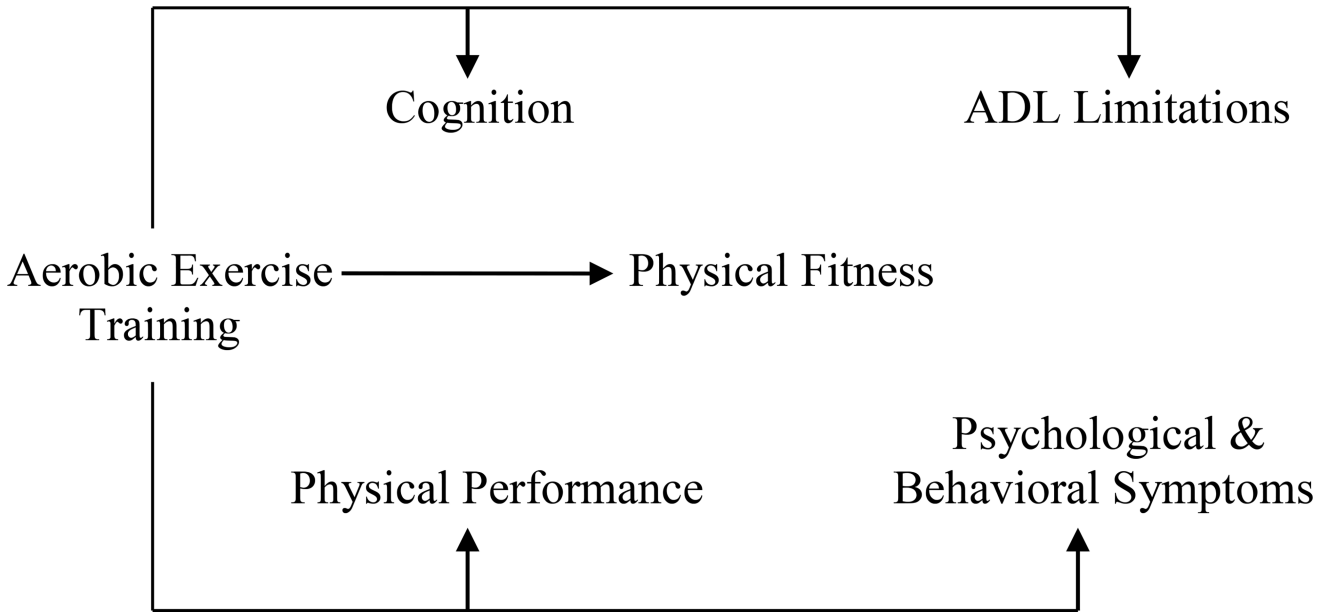 Cognition
ADL Limitations
Aerobic Exercise
Training
Physical Fitness
Physical Performance
Psychological &
Behavioral Symptoms